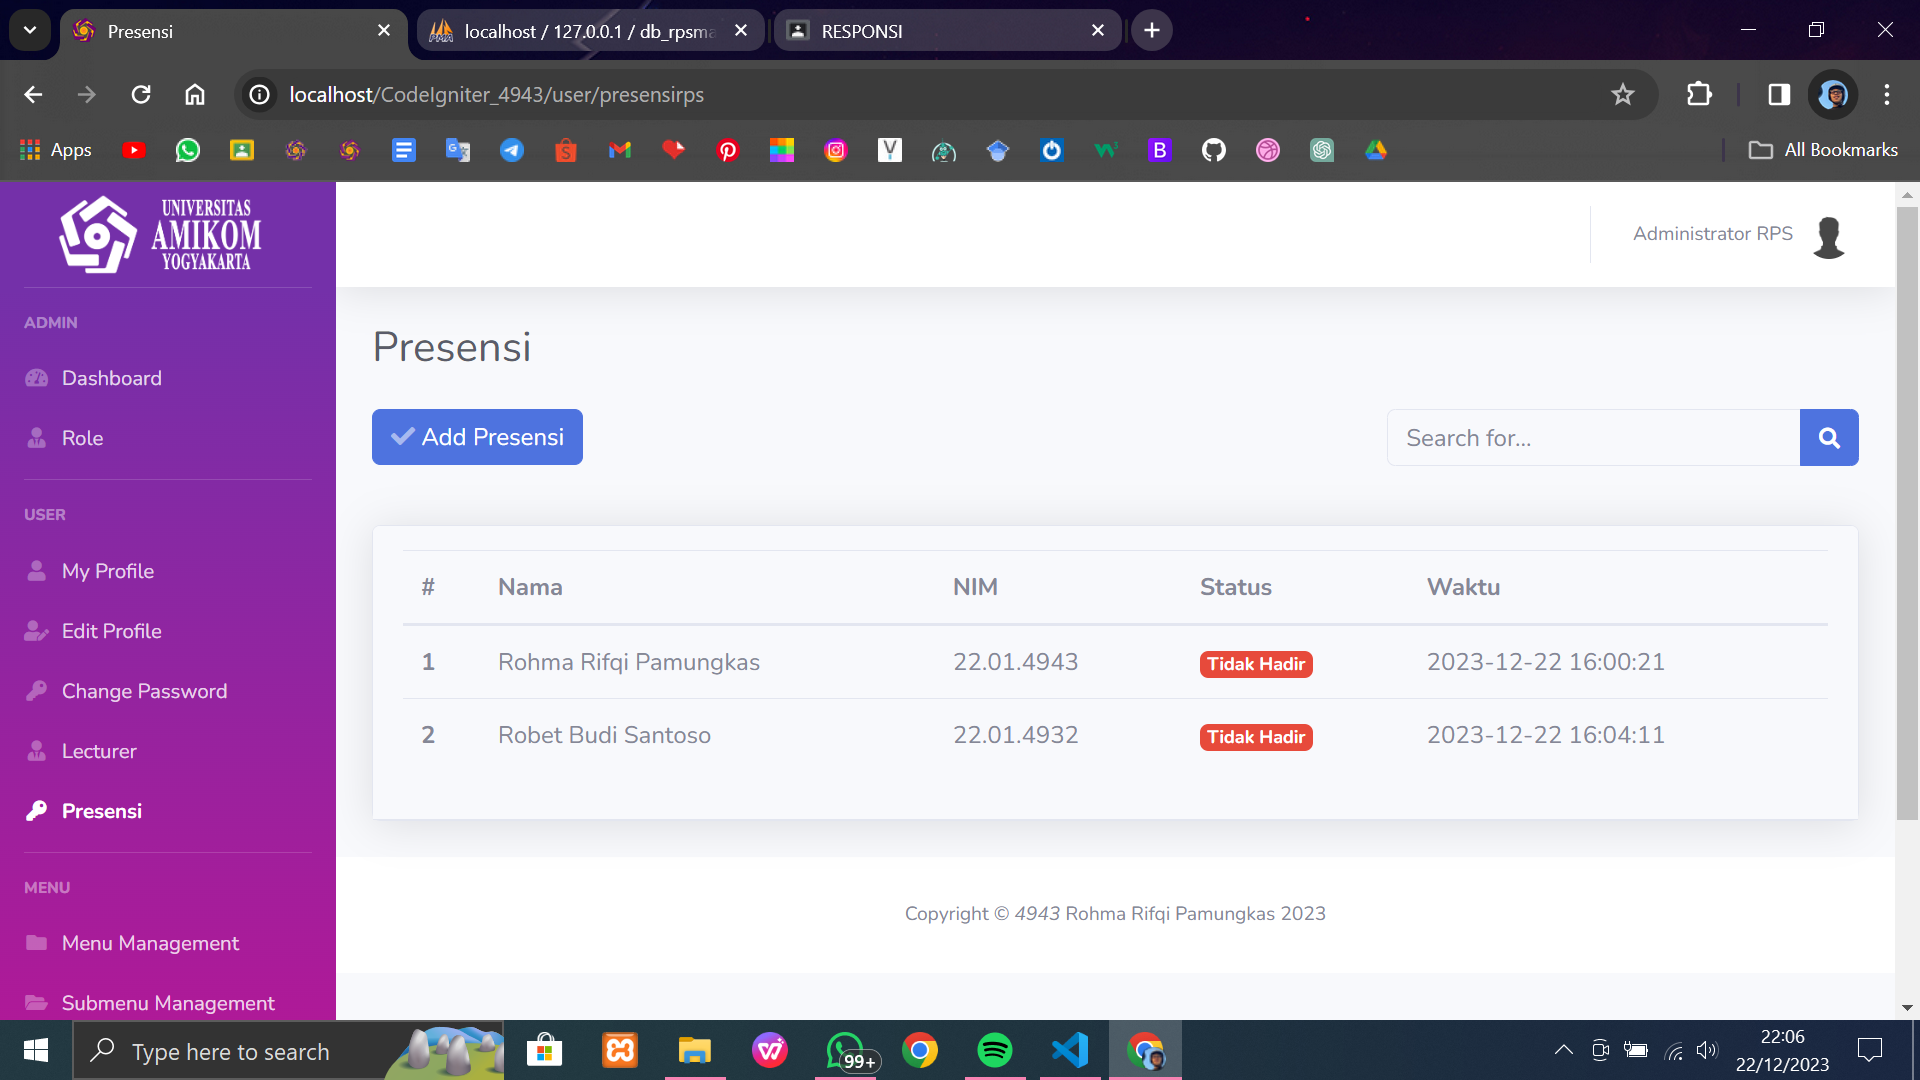 Presensi
localhost / 127.0.0.1 / db_rpsma
RESPONSI
localhost/CodeIgniter_4943/user/presensirps
Apps
All Bookmarks
UNIVERSITAS
AMIKOM
YOGYAKARTA
Administrator RPS
ADMIN
Dashboard
Role
USER
My Profile
Edit Profile
Change Password
Lecturer
Presensi
MENU
Menu Management
Submenu Management
Presensi
Add Presensi
Search for...
# Nama NIM Status Waktu
1 Rohma Rifqi Pamungkas 22.01.4943 Tidak Hadir 2023-12-22 16:00:21
2 Robet Budi Santoso 22.01.4932 Tidak Hadir 2023-12-22 16:04:11
Copyright © 4943 Rohma Rifqi Pamungkas 2023
Type here to search
99+
22:06
22/12/2023